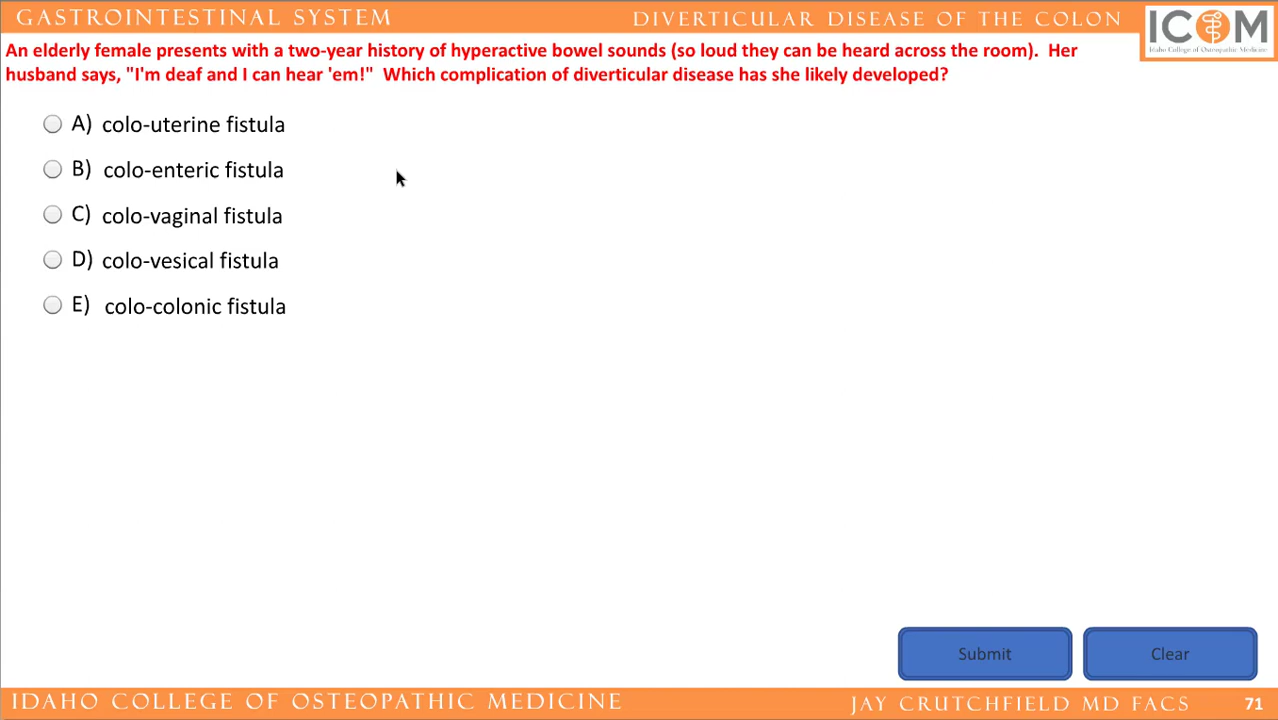 GASTROINTESTINAL SYSTEM
DIVERTICULAR DISEASE OF THE COLON
ICOM
Idaho College of Osteopathic Medicine
An elderly female presents with a two-year history of hyperactive bowel sounds (so loud they can be heard across the room). Her
husband says, "I'm deaf and I can hear 'em!" Which complication of diverticular disease has she likely developed?
A) colo-uterine fistula
B) colo-enteric fistula
C) colo-vaginal fistula
D) colo-vesical fistula
E) colo-colonic fistula
Submit
Clear
IDAHO COLLEGE OF OSTEOPATHIC MEDICINE
JAY CRUTCHFIELD MD FACS
71